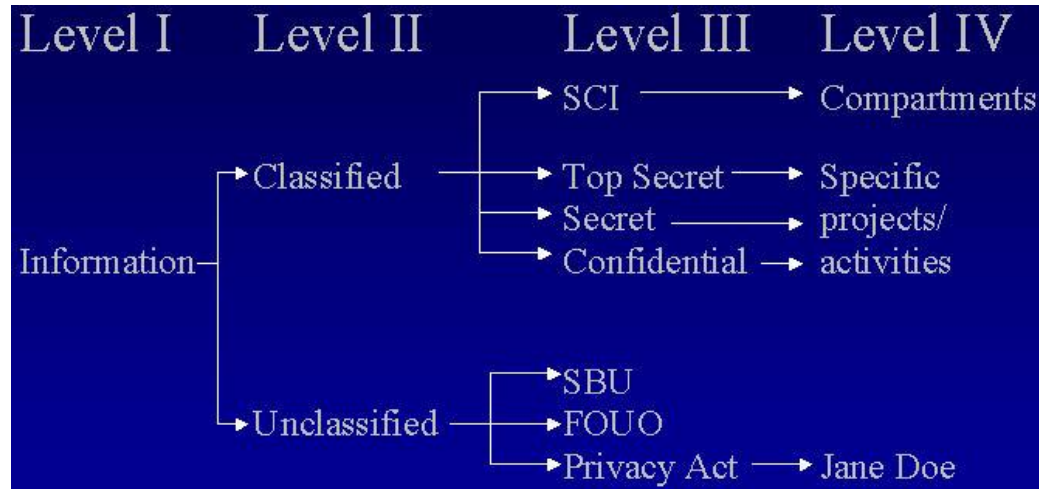 Level I Level II Level III Level IV
SCI Compartments
Classified Top Secret Specific
Secret projects/
Information Confidential activities
SBU
Unclassified FOUO
Privacy Act Jane Doe